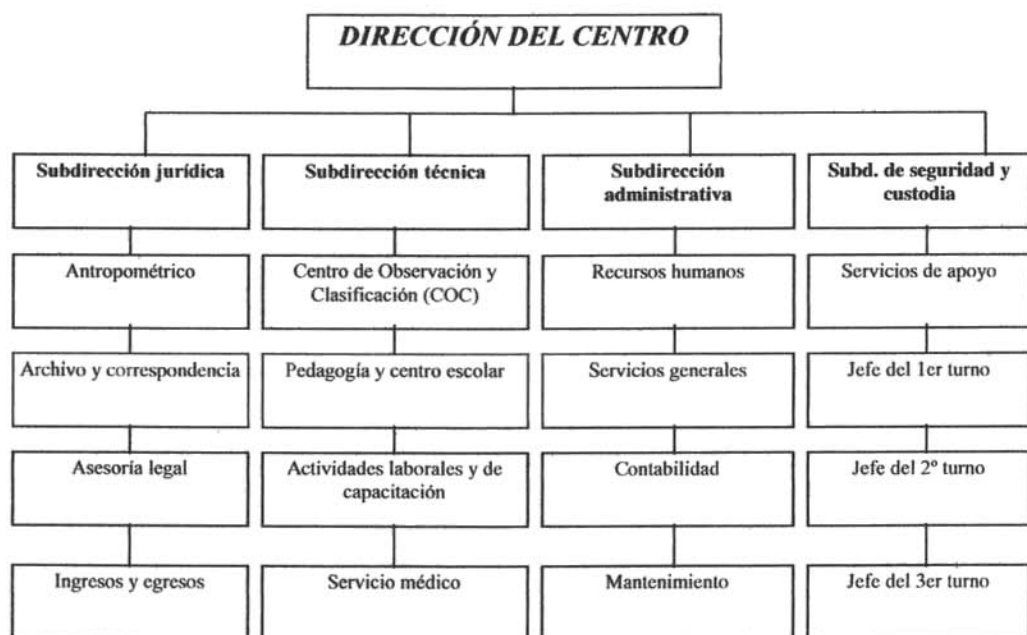 DIRECCIÓN DEL CENTRO
Subdirección jurídica
Subdirección técnica
Subdirección
administrativa
Subd. de seguridad y
custodia
Antropométrico
Centro de Observación y
Clasificación (COC)
Recursos humanos
Servicios de apoyo
Archivo y correspondencia
Pedagogía y centro escolar
Servicios generales
Jefe del 1er turno
Asesoría legal
Actividades laborales y de
capacitación
Contabilidad
Jefe del 2º turno
Ingresos y egresos
Servicio médico
Mantenimiento
Jefe del 3er turno